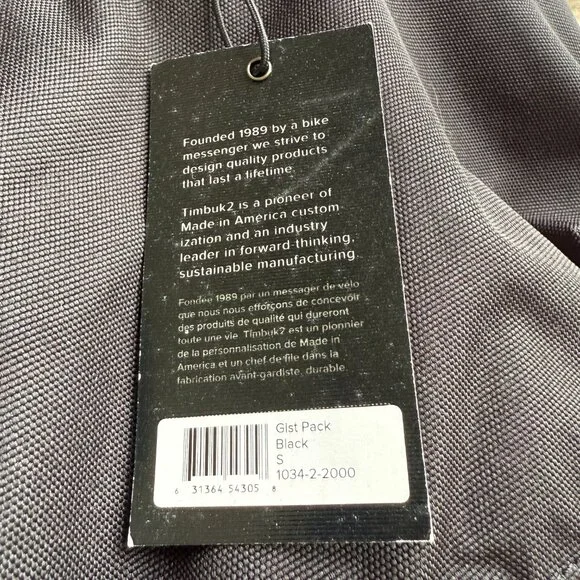 Founded 1989 by a bike
messenger we strive to
design quality products
that last a lifetime.
Timbuk2 is a pioneer of
Made in America custom
ization and an industry
leader in forward-thinking,
sustainable manufacturing.
Fondée 1989 par un messager de vélo
que nous nous efforçons de concevoir
des produits de qualité qui dureront
toute une vie. Timbuk2 est un pionnier
de la personnalisation de Made in
America et un chef de file dans la
fabrication avant-gardiste, durable.
Gist Pack
Black
S
1034-2-2000
6 31364 54305 8